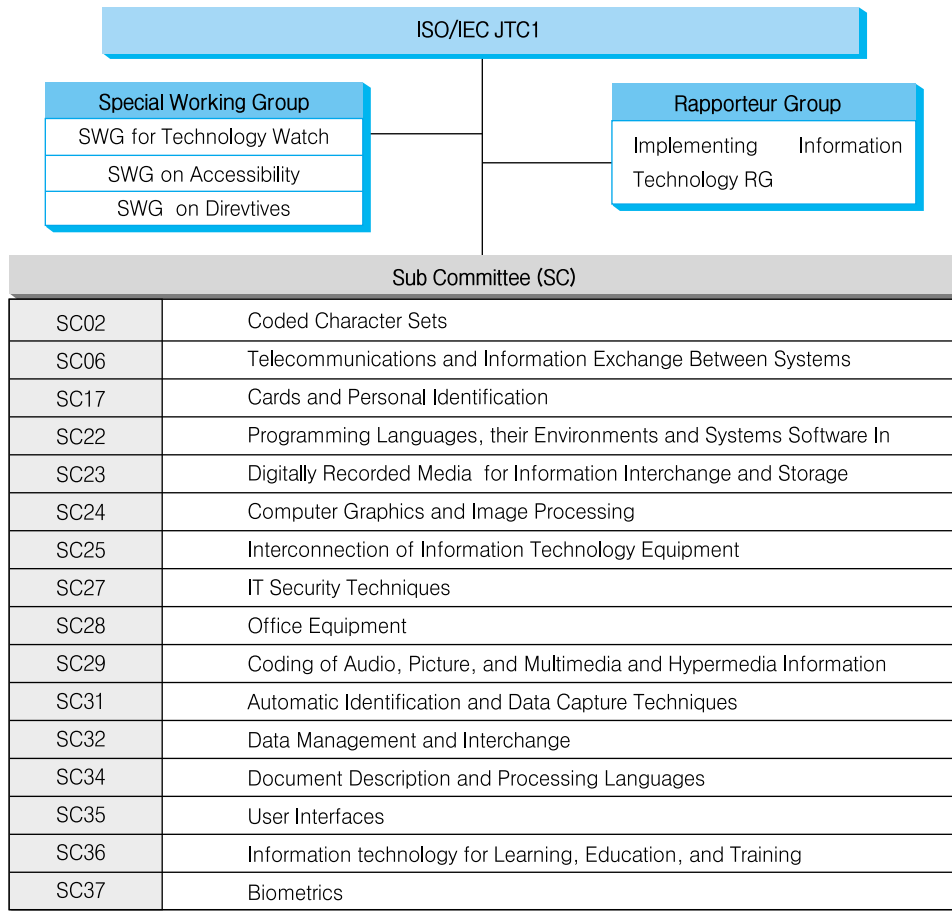 ISO/IEC JTC1
Special Working Group
SWG for Technology Watch
SWG on Accessibility
SWG on Direvtives
Rapporteur Group
Implementing Information
Technology RG
Sub Committee (SC)
SC02 Coded Character Sets
SC06 Telecommunications and Information Exchange Between Systems
SC17 Cards and Personal Identification
SC22 Programming Languages, their Environments and Systems Software In
SC23 Digitally Recorded Media for Information Interchange and Storage
SC24 Computer Graphics and Image Processing
SC25 Interconnection of Information Technology Equipment
SC27 IT Security Techniques
SC28 Office Equipment
SC29 Coding of Audio, Picture, and Multimedia and Hypermedia Information
SC31 Automatic Identification and Data Capture Techniques
SC32 Data Management and Interchange
SC34 Document Description and Processing Languages
SC35 User Interfaces
SC36 Information technology for Learning, Education, and Training
SC37 Biometrics